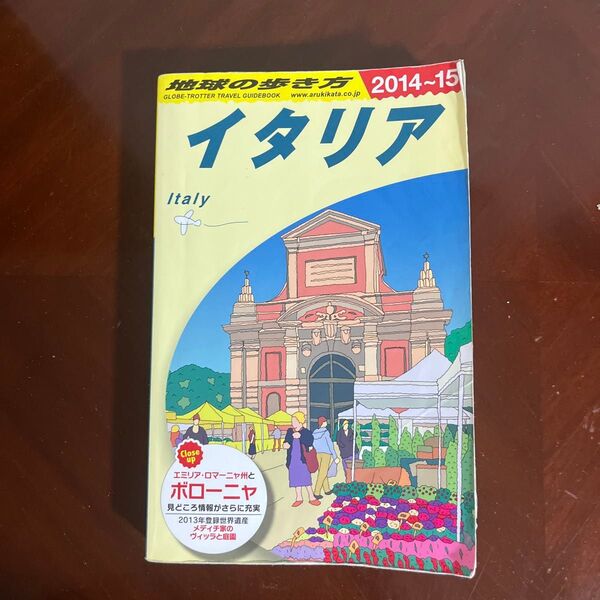 地球の歩き方
2014~15
GLOBE-TROTTER TRAVEL GUIDEBOOK www.arukikata.co.jp
イタリア
Italy
Close up
エミリア・ロマーニャ州と
ボローニャ
見どころ情報がさらに充実
2013年登録世界遺産
メディチ家の
ヴィッラと庭園